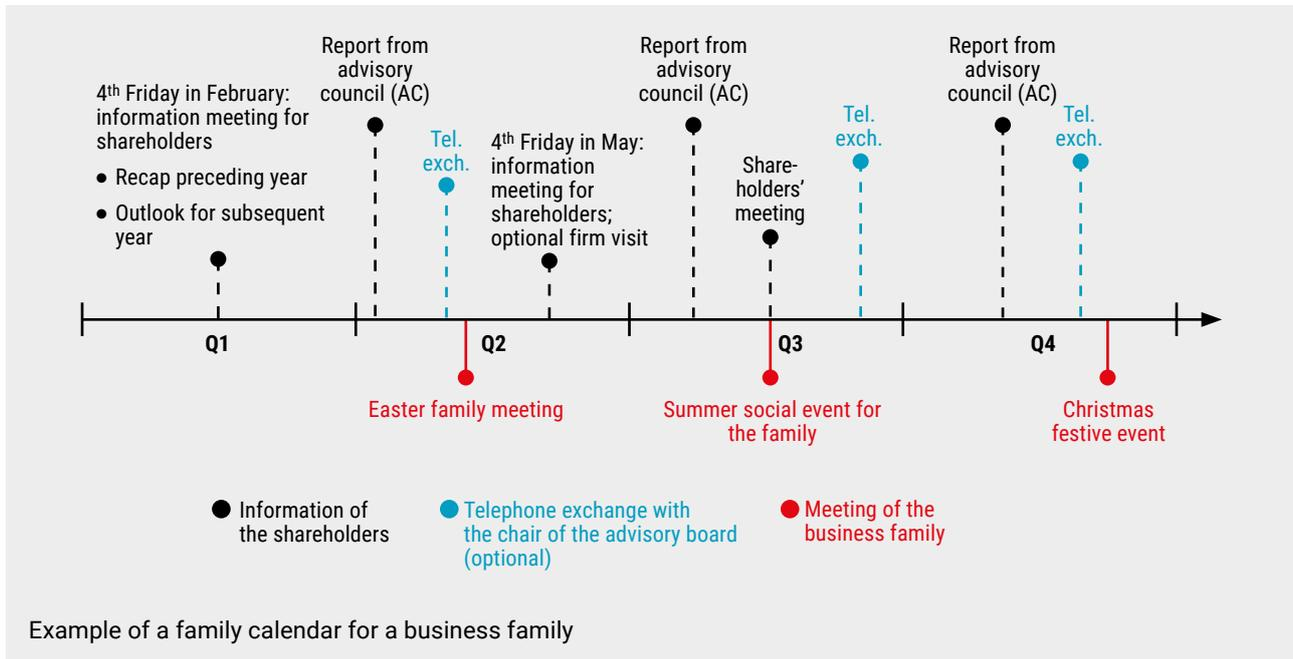 4th Friday in February:
information meeting for
shareholders
● Recap preceding year
● Outlook for subsequent
year
Report from
advisory
council (AC)
Tel.
exch.
4th Friday in May:
information
meeting for
shareholders;
optional firm visit
Report from
advisory
council (AC)
Share-
holders’
meeting
Tel.
exch.
Report from
advisory
council (AC)
Tel.
exch.
Q1
Q2
Q3
Q4
Easter family meeting
Summer social event for
the family
Christmas
festive event
Information of
the shareholders
Telephone exchange with
the chair of the advisory board
(optional)
Meeting of the
business family
Example of a family calendar for a business family